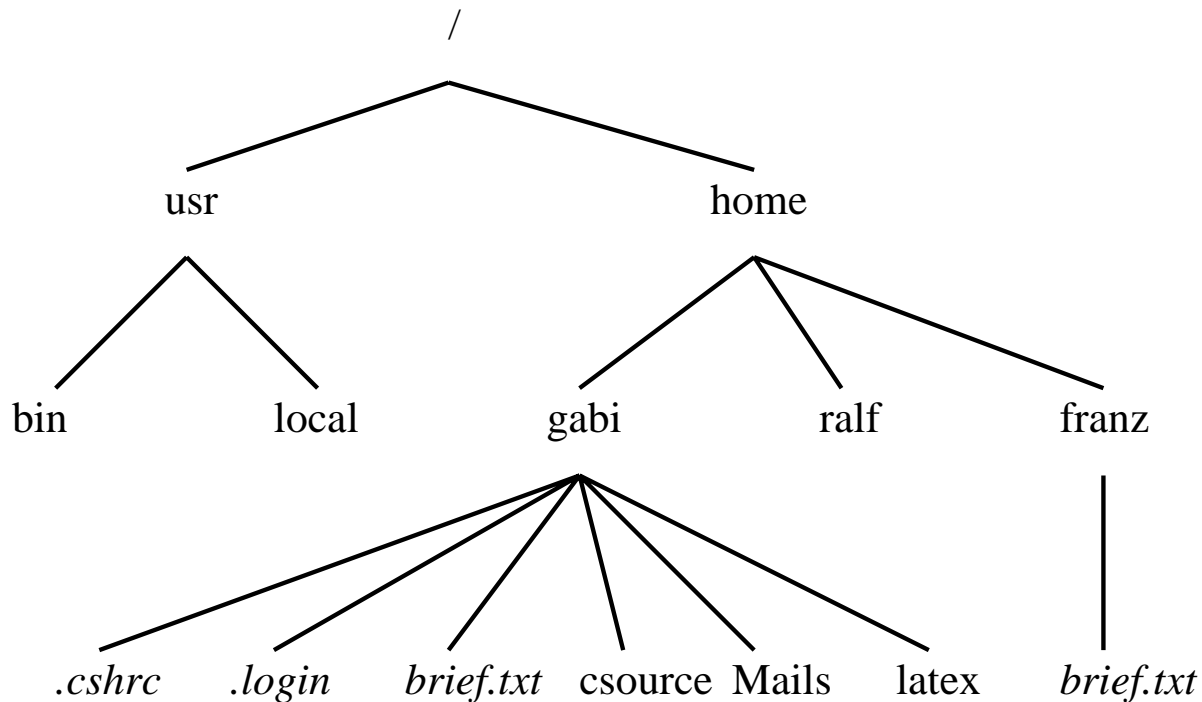 /
usr home
bin local gabi ralf franz
.cshrc .login brief.txt csource Mails latex brief.txt